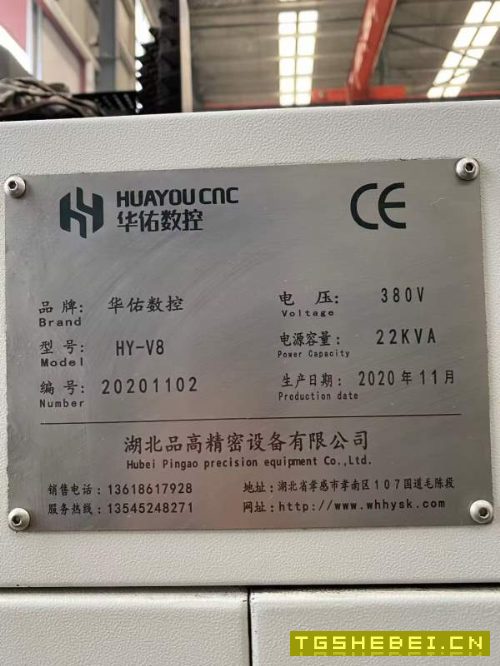 HUAYOU CNC
华佑数控
CE
品牌: 华佑数控
Brand
型号: HY-V8
Model
编号: 20201102
Number
电压: 380V
Voltage
电源容量: 22KVA
Power Capacity
生产日期: 2020年11月
Production date
湖北品高精密设备有限公司
Hubei Pingao precision equipment Co.,Ltd.
销售电话: 13618617928
服务热线: 13545248271
地址: 湖北省孝感市孝南区107国道毛陈段
网址: http://www.whhysk.com
TGSHEBEI.CN